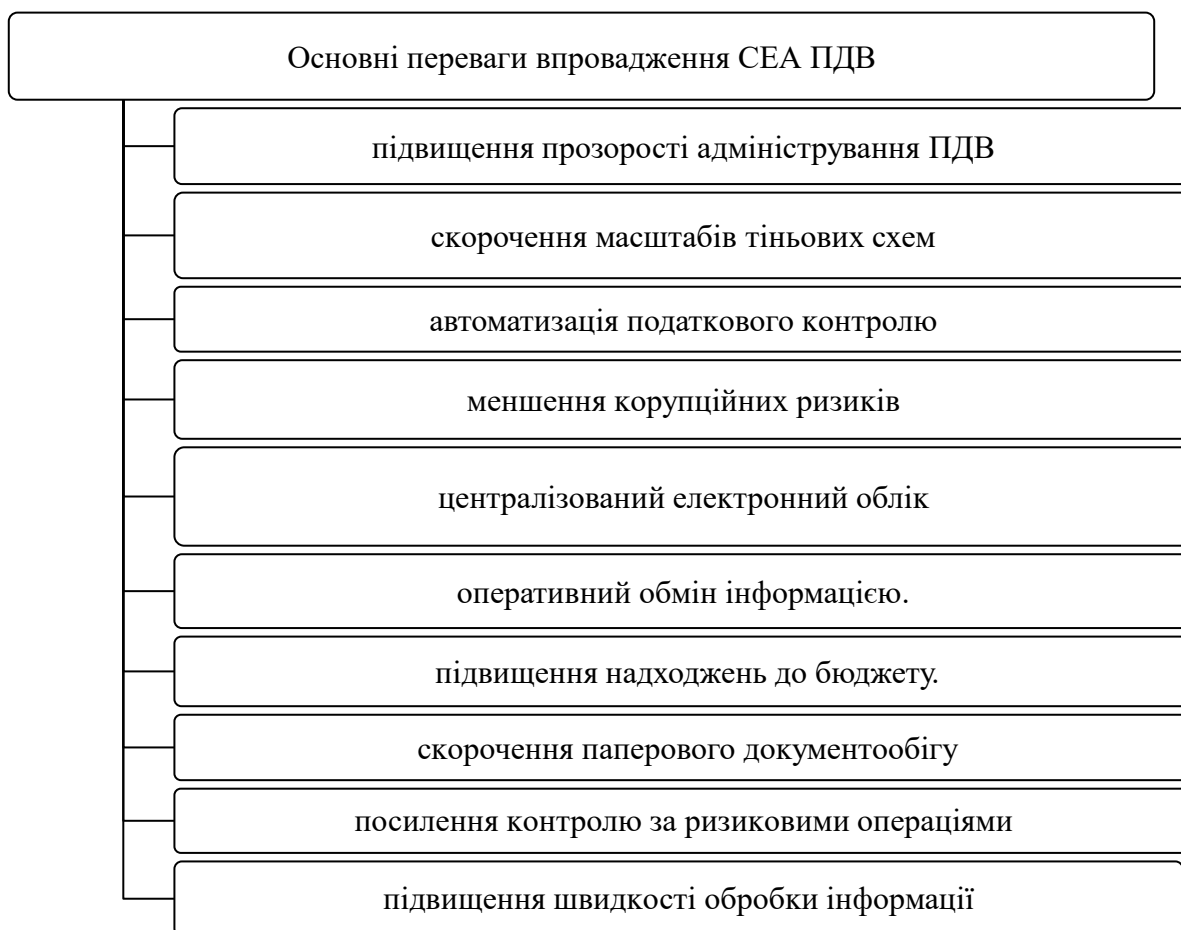 Основні переваги впровадження СЕА ПДВ
підвищення прозорості адміністрування ПДВ
скорочення масштабів тіньових схем
автоматизація податкового контролю
меншення корупційних ризиків
централізований електронний облік
оперативний обмін інформацією.
підвищення надходжень до бюджету.
скорочення паперового документообігу
посилення контролю за ризиковими операціями
підвищення швидкості обробки інформації